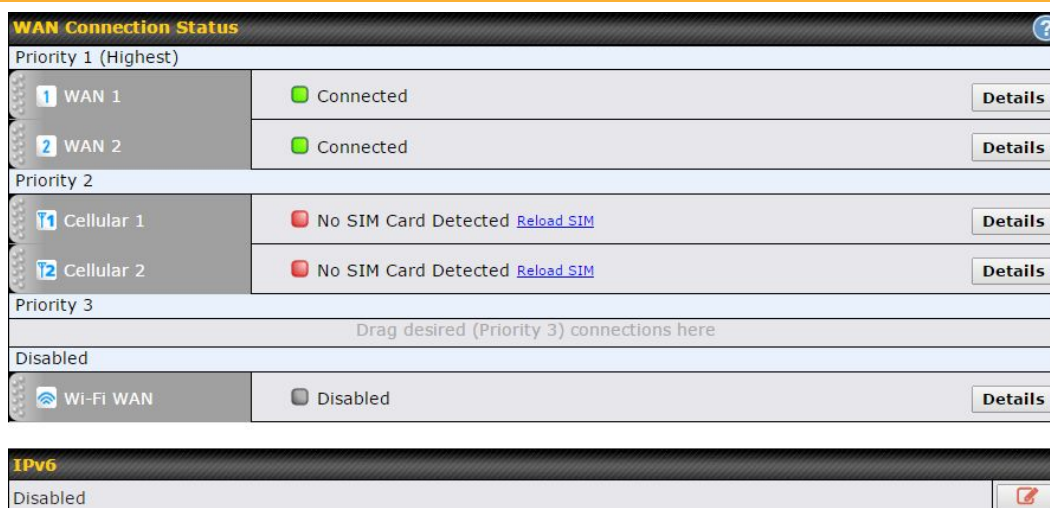 WAN Connection Status ?
Priority 1 (Highest)
1 WAN 1 Connected Details
2 WAN 2 Connected Details
Priority 2
1 Cellular 1 No SIM Card Detected Reload SIM Details
2 Cellular 2 No SIM Card Detected Reload SIM Details
Priority 3
Drag desired (Priority 3) connections here
Disabled
Wi-Fi WAN Disabled Details
IPv6
Disabled